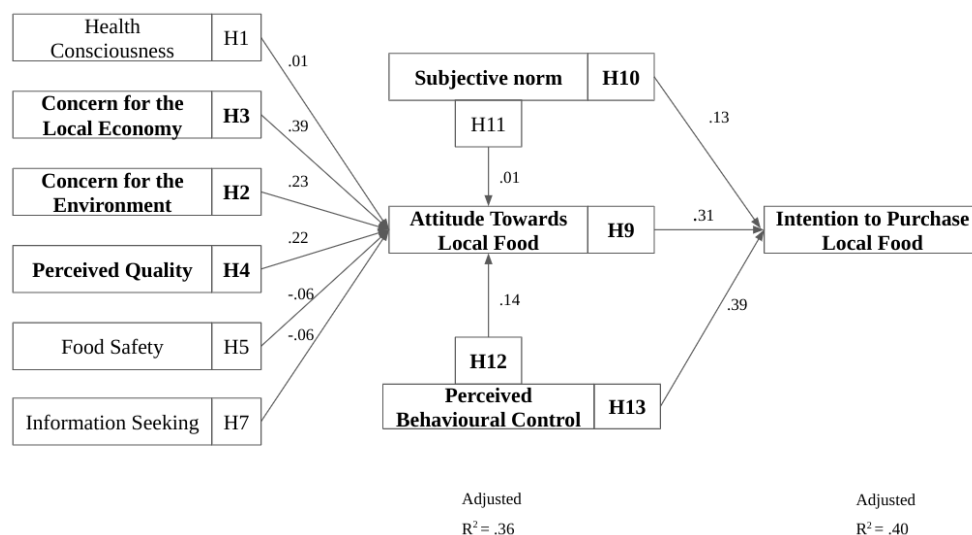 Health
Consciousness
H1
.01
Concern for the
Local Economy
H3
.39
Concern for the
Environment
H2
.23
Perceived Quality
H4
.22
Food Safety
H5
-.06
Information Seeking
H7
-.06
Subjective norm
H10
.13
H11
.01
Attitude Towards
Local Food
H9
.31
.14
H12
Perceived
Behavioural Control
H13
.39
Intention to Purchase
Local Food
Adjusted
R² = .36
Adjusted
R² = .40